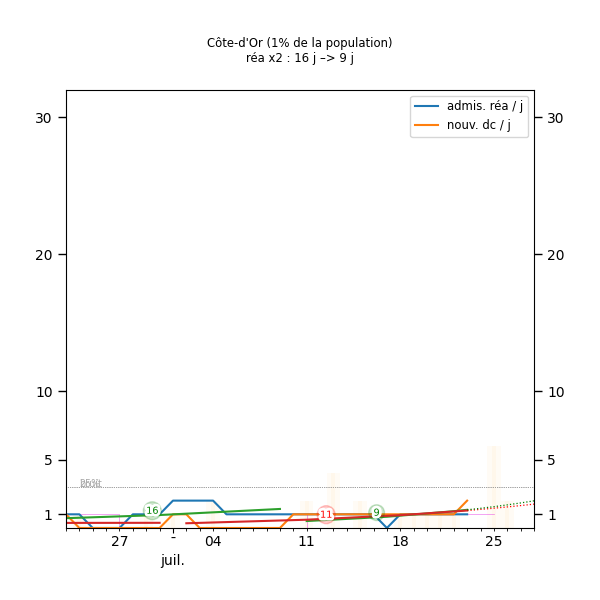 Côte-d'Or (1% de la population)
réa x2 : 16 j –> 9 j
admis. réa / j
nouv. dc / j
30 30
20 20
10 10
5 5
16 11 9
1 1
27 - 04 11 18 25
juil.